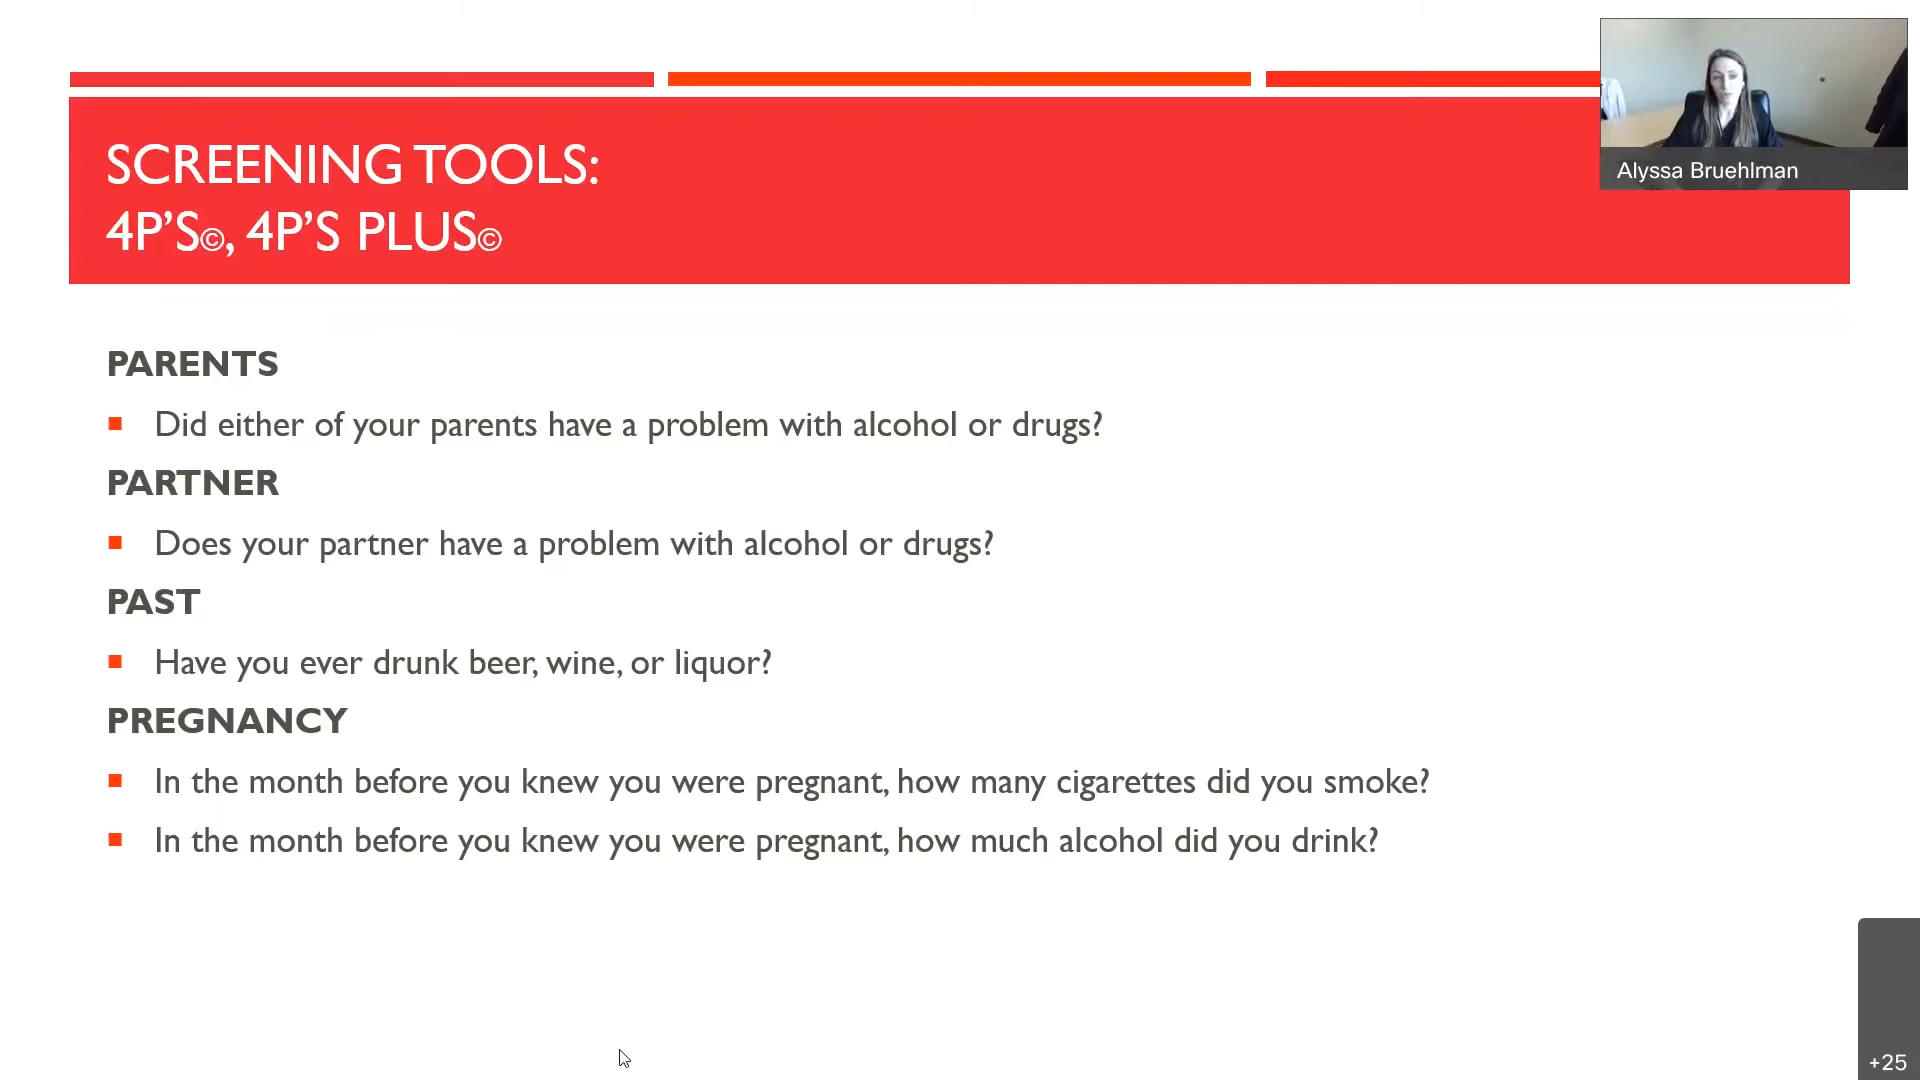 SCREENING TOOLS:
4P’S©, 4P’S PLUS©
Alyssa Bruehlman
PARENTS
Did either of your parents have a problem with alcohol or drugs?
PARTNER
Does your partner have a problem with alcohol or drugs?
PAST
Have you ever drunk beer, wine, or liquor?
PREGNANCY
In the month before you knew you were pregnant, how many cigarettes did you smoke?
In the month before you knew you were pregnant, how much alcohol did you drink?
+25